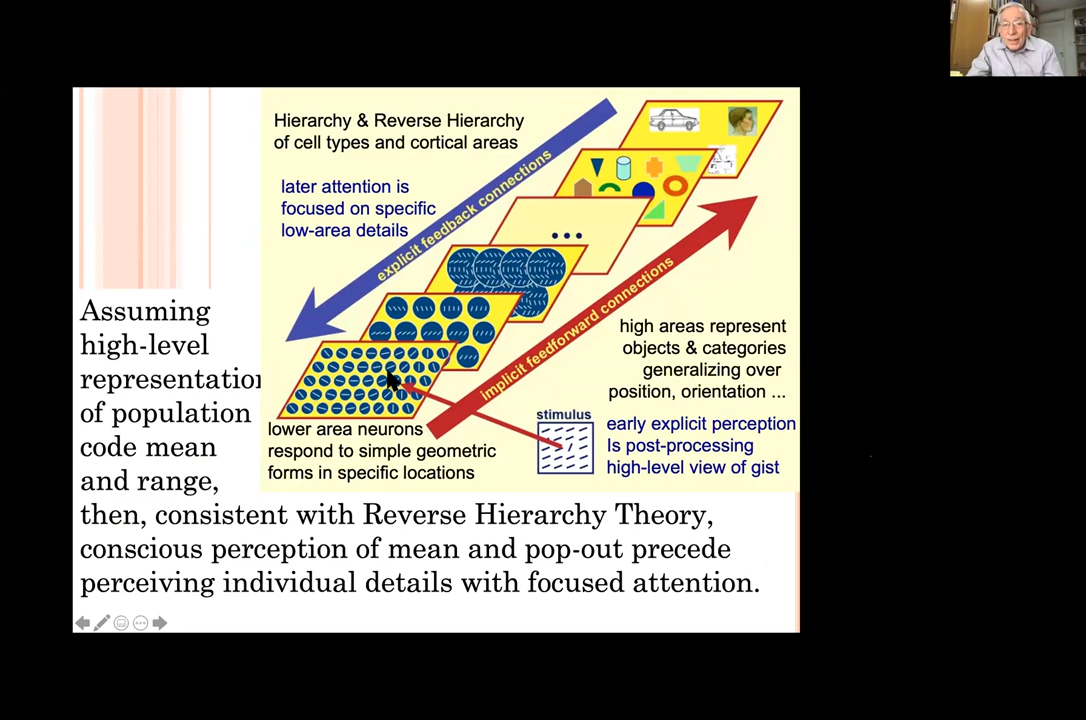 Hierarchy & Reverse Hierarchy
of cell types and cortical areas
later attention is
focused on specific
low-area details
explicit feedback connections
implicit feedforward connections
high areas represent
objects & categories
generalizing over
position, orientation ...
stimulus
early explicit perception
Is post-processing
high-level view of gist
lower area neurons
respond to simple geometric
forms in specific locations
Assuming
high-level
representation
of population
code mean
and range,
then, consistent with Reverse Hierarchy Theory,
conscious perception of mean and pop-out precede
perceiving individual details with focused attention.